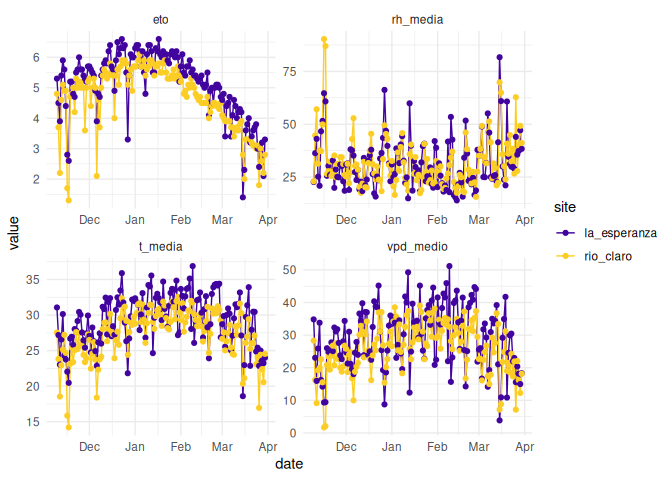 eto
rh_media
6
5
4
3
2
75
50
25
Dec Jan Feb Mar Apr
Dec Jan Feb Mar Apr
value
site
la_esperanza
rio_claro
t_media
vpd_medio
35
30
25
20
15
50
40
30
20
10
0
Dec Jan Feb Mar Apr
Dec Jan Feb Mar Apr
date